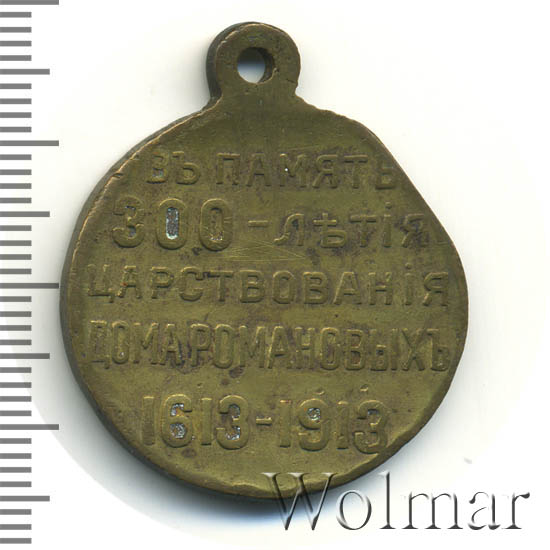 ВЪ ПАМЯТЬ
300-ЛѢТІЯ
ЦАРСТВОВАНІЯ
ДОМА РОМАНОВЫХЪ
1613-1913
Wolmar